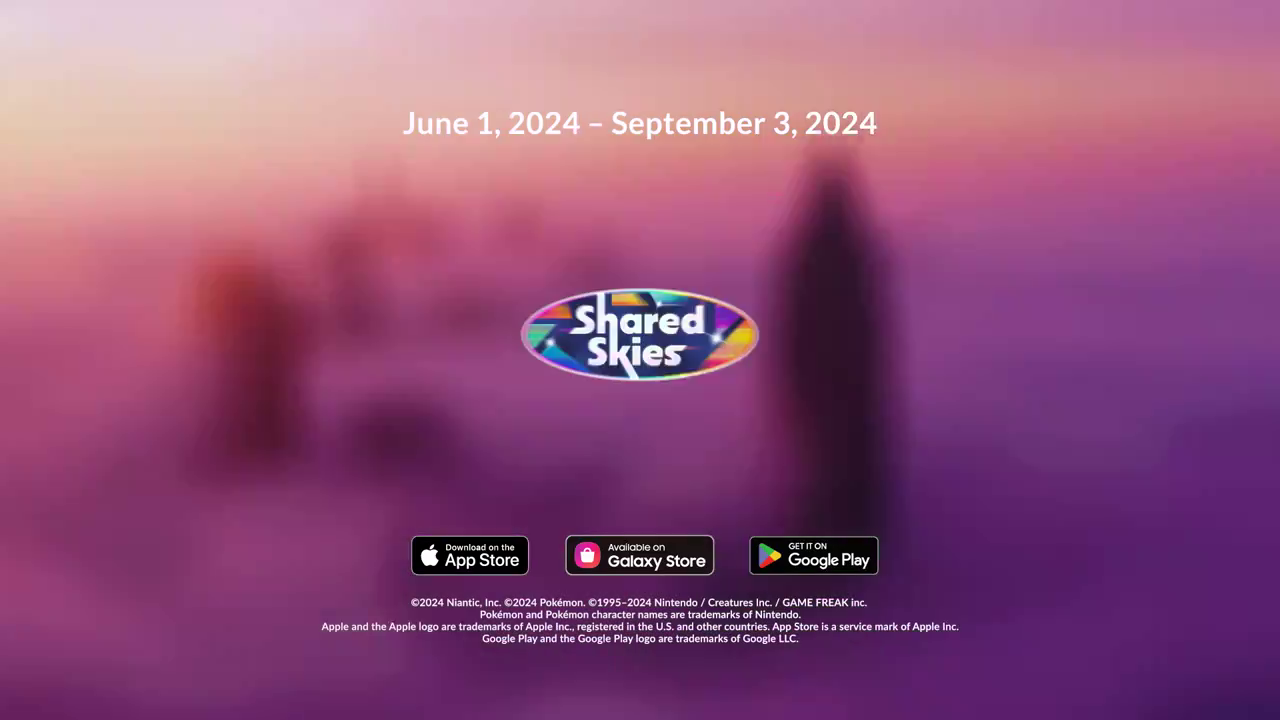 June 1, 2024 – September 3, 2024
Shared
Skies
Download on the
App Store
Available on
Galaxy Store
GET IT ON
Google Play
©2024 Niantic, Inc. ©2024 Pokémon. ©1995–2024 Nintendo / Creatures Inc. / GAME FREAK inc.
Pokémon and Pokémon character names are trademarks of Nintendo.
Apple and the Apple logo are trademarks of Apple Inc., registered in the U.S. and other countries. App Store is a service mark of Apple Inc.
Google Play and the Google Play logo are trademarks of Google LLC.